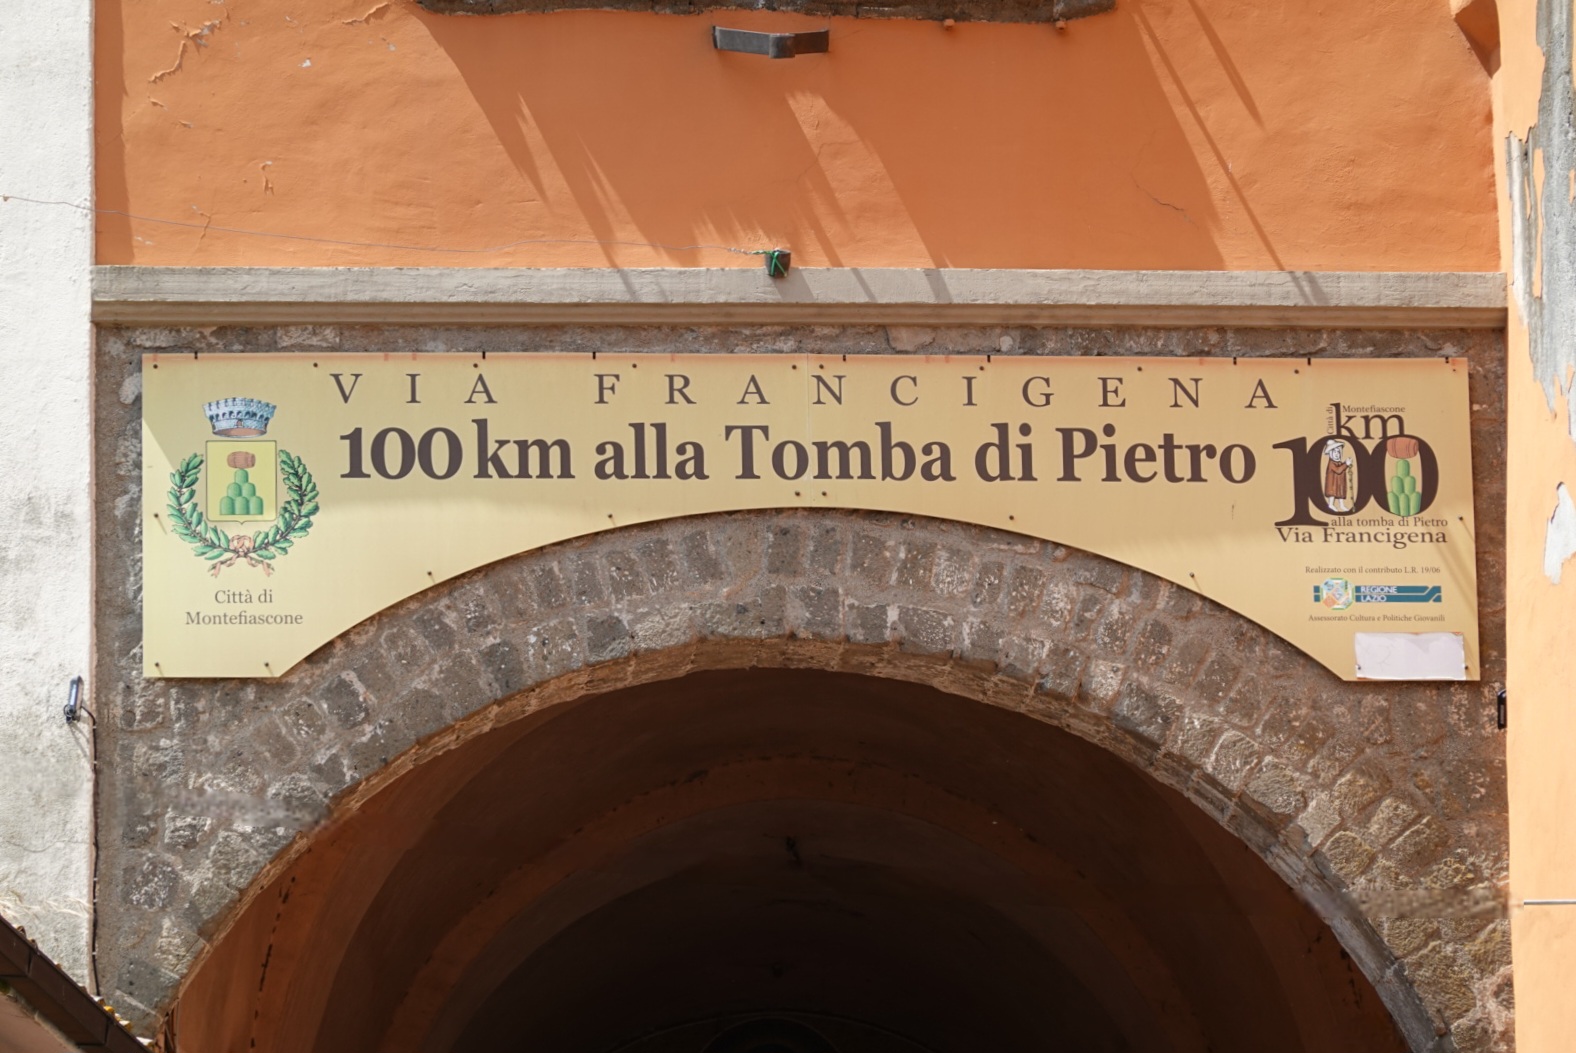 VIA FRANCIGENA
100 km alla Tomba di Pietro
Città di
Montefiascone
Città di
Montefiascone
km
100
alla tomba di Pietro
Via Francigena
Realizzato con il contributo L.R. 19/06
REGIONE
LAZIO
Assessorato Cultura e Politiche Giovanili